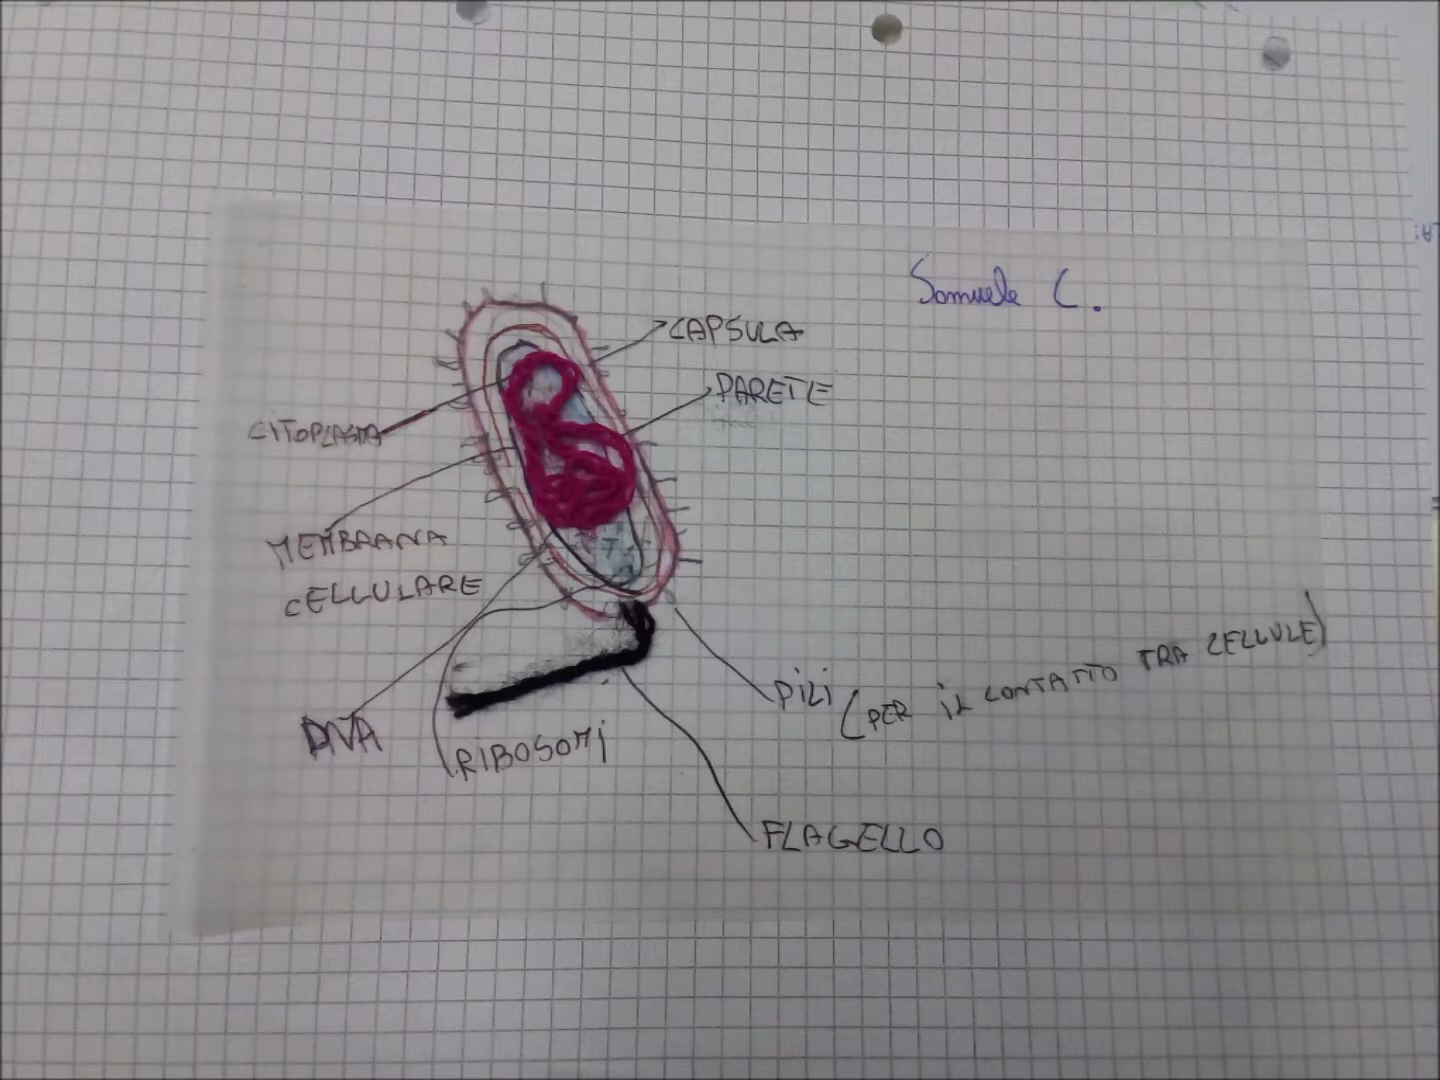 Samuele C.
CAPSULA
PARETE
CITOPLASMA
MEMBRANA
CELLULARE
PILI (PER IL CONTATTO TRA CELLULE)
DNA
RIBOSOMI
FLAGELLO